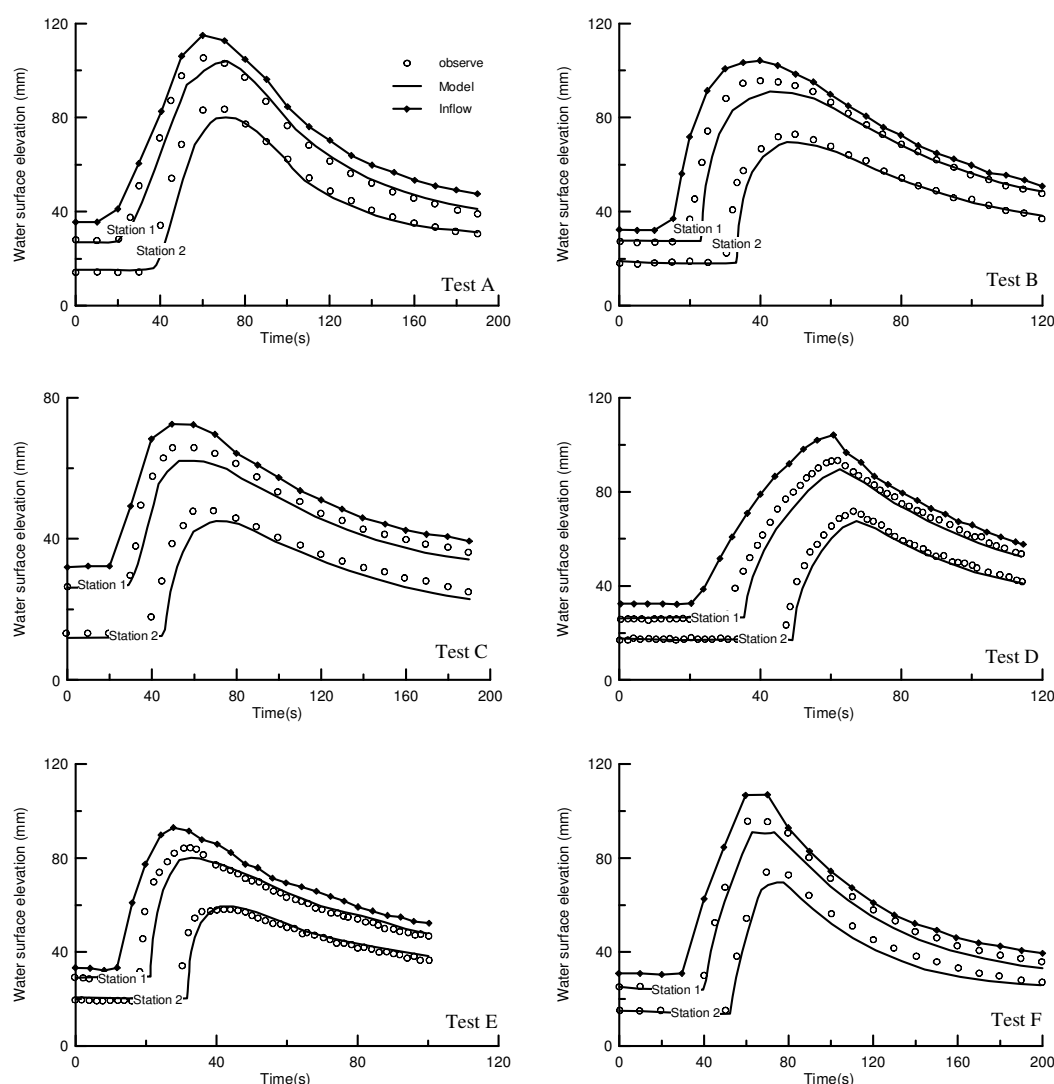 120
80
40
0
0 40 80 120 160 200
Water surface elevation (mm)
Time(s)
observe
Model
Inflow
Station 1
Station 2
Test A
120
80
40
0
0 40 80 120
Water surface elevation (mm)
Time(s)
Station 1
Station 2
Test B
80
40
0
0 40 80 120 160 200
Water surface elevation (mm)
Time(s)
Station 1
Station 2
Test C
120
80
40
0
0 40 80 120
Water surface elevation (mm)
Time(s)
Station 1
Station 2
Test D
120
80
40
0
0 40 80 120
Water surface elevation (mm)
Time(s)
Station 1
Station 2
Test E
120
80
40
0
0 40 80 120 160 200
Water surface elevation (mm)
Time(s)
Station 1
Station 2
Test F